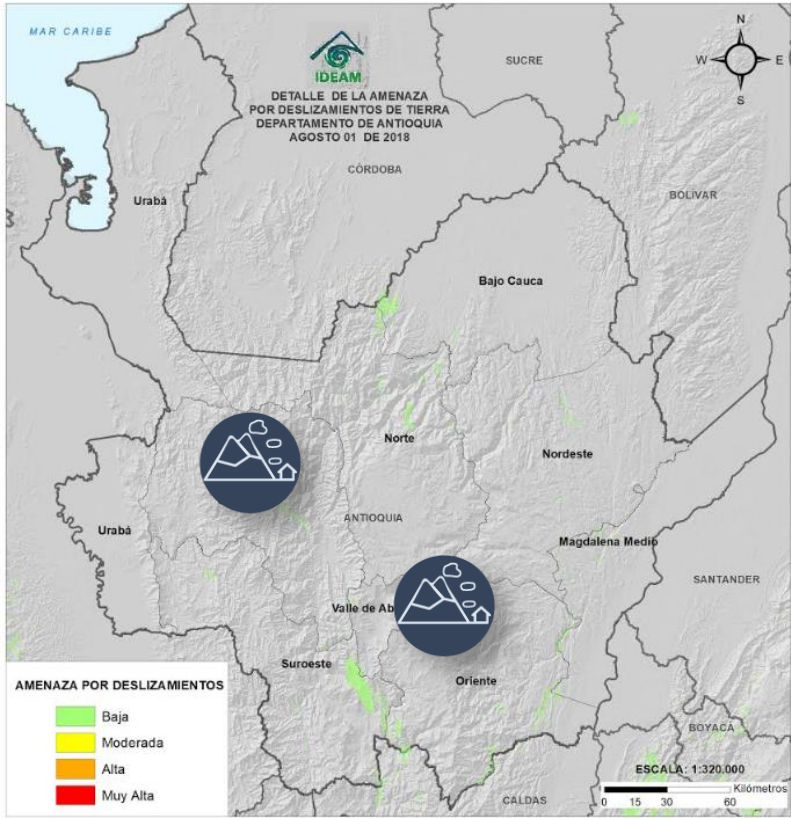 MAR CARIBE
IDEAM
DETALLE DE LA AMENAZA
POR DESLIZAMIENTOS DE TIERRA
DEPARTAMENTO DE ANTIOQUIA
AGOSTO 01 DE 2018
N
W E
S
SUCRE
CÓRDOBA
BOLÍVAR
Urabá
Bajo Cauca
Norte
Nordeste
ANTIOQUIA
Urabá
Magdalena Medio
SANTANDER
Valle de Ab
Suroeste
Oriente
BOYACÁ
CALDAS
AMENAZA POR DESLIZAMIENTOS
Baja
Moderada
Alta
Muy Alta
ESCALA: 1:320.000
Kilómetros
0 15 30 60